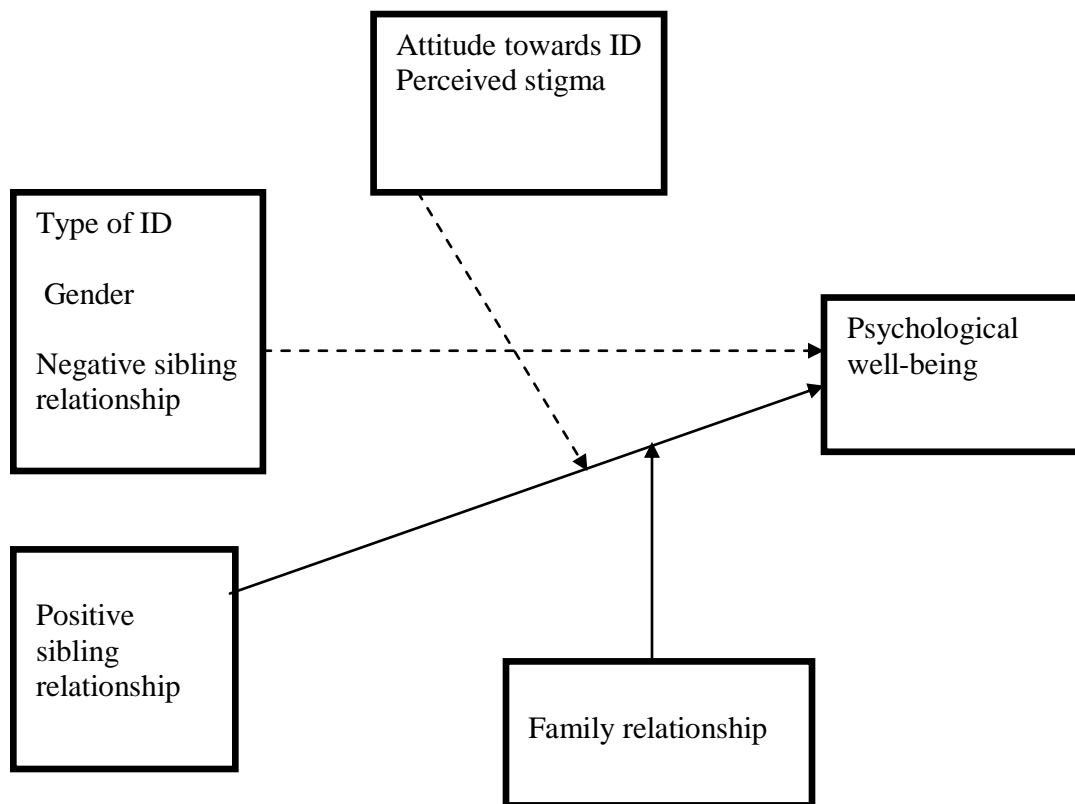 Attitude towards ID
Perceived stigma
Type of ID
Gender
Negative sibling
relationship
Psychological
well-being
Positive
sibling
relationship
Family relationship